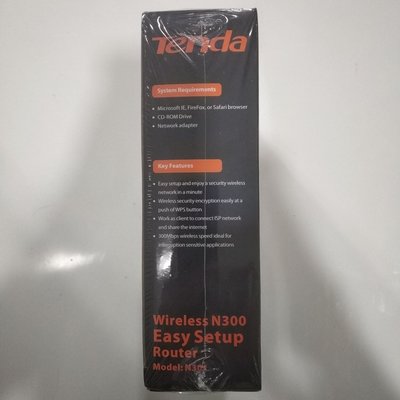 Tenda
System Requirements
• Microsoft IE, FireFox, or Safari browser
• CD-ROM Drive
• Network adapter
Key Features
• Easy setup and enjoy a security wireless
network in a minute
• Wireless security encryption easily at a
push of WPS button
• Work as client to connect ISP network
and share the internet
• 300Mbps wireless speed ideal for
interruption sensitive applications
Wireless N300
Easy Setup
Router
Model: N301